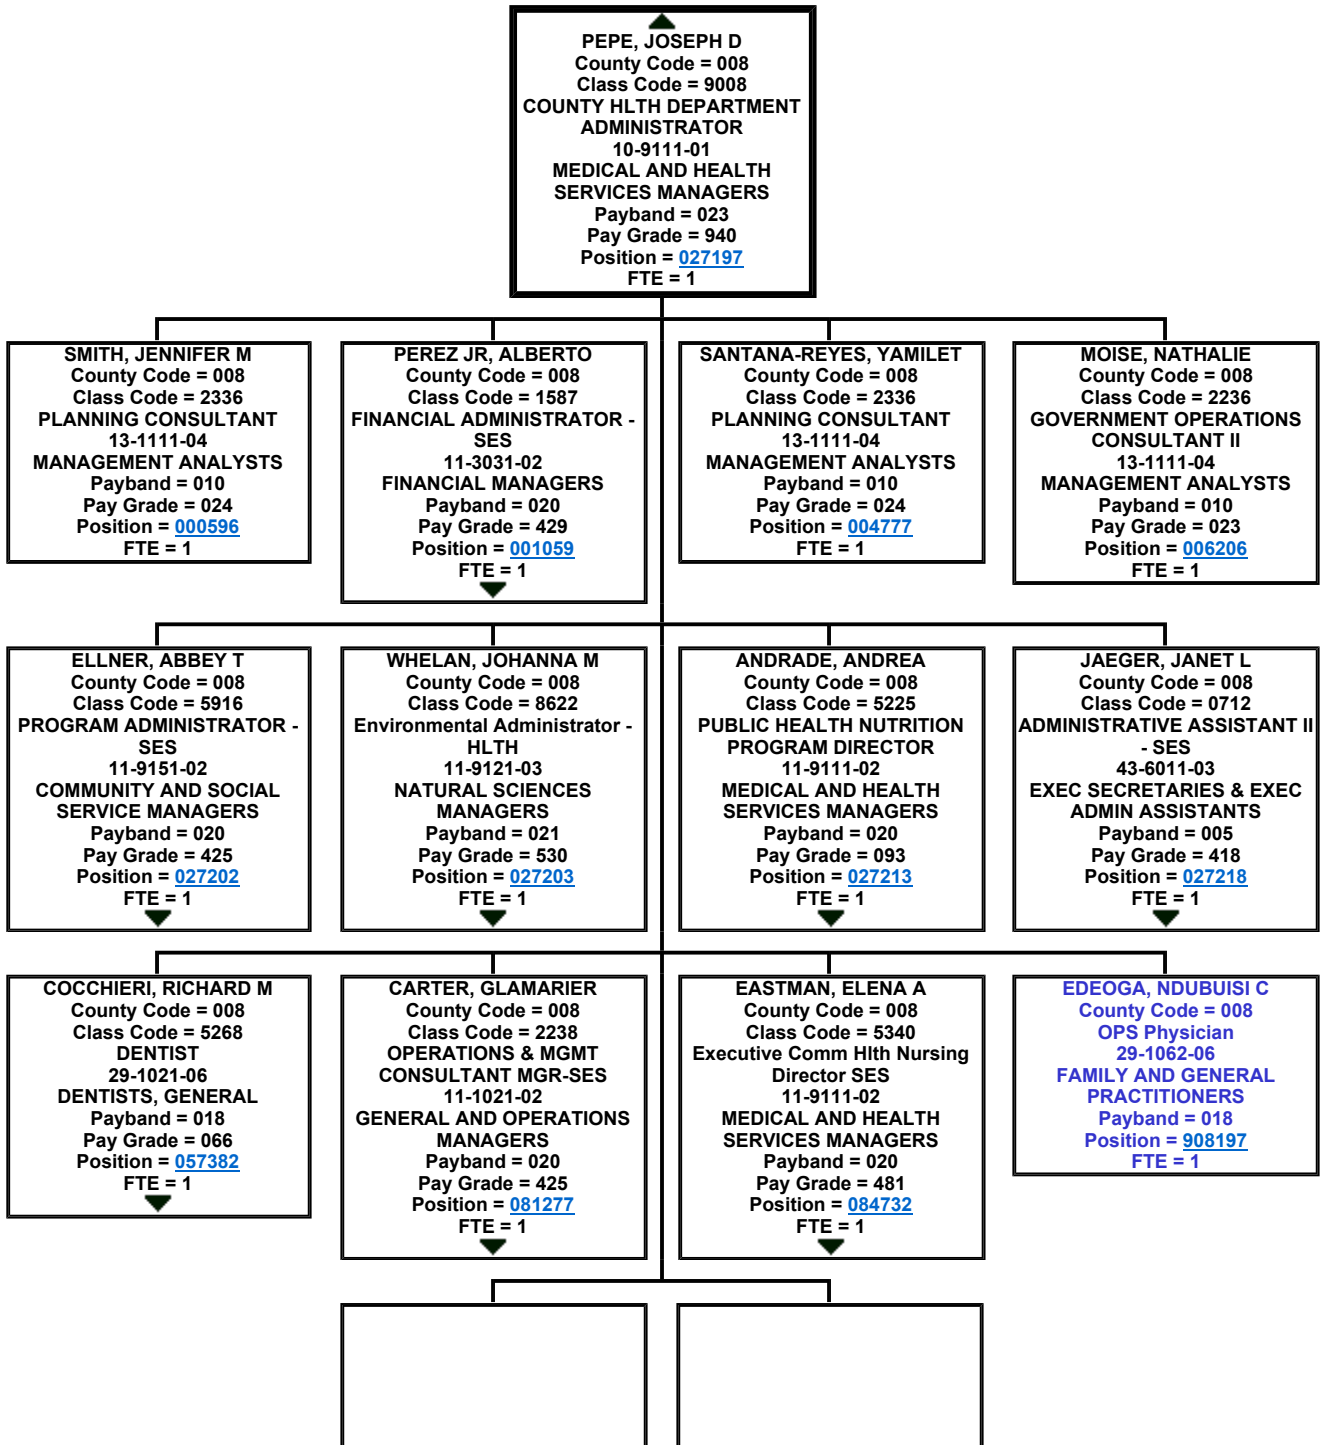 PEPE, JOSEPH D
County Code = 008
Class Code = 9008
COUNTY HLTH DEPARTMENT
ADMINISTRATOR
10-9111-01
MEDICAL AND HEALTH
SERVICES MANAGERS
Payband = 023
Pay Grade = 940
Position = 027197
FTE = 1
SMITH, JENNIFER M
County Code = 008
Class Code = 2336
PLANNING CONSULTANT
13-1111-04
MANAGEMENT ANALYSTS
Payband = 010
Pay Grade = 024
Position = 000596
FTE = 1
PEREZ JR, ALBERTO
County Code = 008
Class Code = 1587
FINANCIAL ADMINISTRATOR -
SES
11-3031-02
FINANCIAL MANAGERS
Payband = 020
Pay Grade = 429
Position = 001059
FTE = 1
SANTANA-REYES, YAMILET
County Code = 008
Class Code = 2336
PLANNING CONSULTANT
13-1111-04
MANAGEMENT ANALYSTS
Payband = 010
Pay Grade = 024
Position = 004777
FTE = 1
MOISE, NATHALIE
County Code = 008
Class Code = 2236
GOVERNMENT OPERATIONS
CONSULTANT II
13-1111-04
MANAGEMENT ANALYSTS
Payband = 010
Pay Grade = 023
Position = 006206
FTE = 1
ELLNER, ABBEY T
County Code = 008
Class Code = 5916
PROGRAM ADMINISTRATOR -
SES
11-9151-02
COMMUNITY AND SOCIAL
SERVICE MANAGERS
Payband = 020
Pay Grade = 425
Position = 027202
FTE = 1
WHELAN, JOHANNA M
County Code = 008
Class Code = 8622
Environmental Administrator -
HLTH
11-9121-03
NATURAL SCIENCES
MANAGERS
Payband = 021
Pay Grade = 530
Position = 027203
FTE = 1
ANDRADE, ANDREA
County Code = 008
Class Code = 5225
PUBLIC HEALTH NUTRITION
PROGRAM DIRECTOR
11-9111-02
MEDICAL AND HEALTH
SERVICES MANAGERS
Payband = 020
Pay Grade = 093
Position = 027213
FTE = 1
JAEGER, JANET L
County Code = 008
Class Code = 0712
ADMINISTRATIVE ASSISTANT II
- SES
43-6011-03
EXEC SECRETARIES & EXEC
ADMIN ASSISTANTS
Payband = 005
Pay Grade = 418
Position = 027218
FTE = 1
COCCHIERI, RICHARD M
County Code = 008
Class Code = 5268
DENTIST
29-1021-06
DENTISTS, GENERAL
Payband = 018
Pay Grade = 066
Position = 057382
FTE = 1
CARTER, GLAMARIER
County Code = 008
Class Code = 2238
OPERATIONS & MGMT
CONSULTANT MGR-SES
11-1021-02
GENERAL AND OPERATIONS
MANAGERS
Payband = 020
Pay Grade = 425
Position = 081277
FTE = 1
EASTMAN, ELENA A
County Code = 008
Class Code = 5340
Executive Comm Hlth Nursing
Director SES
11-9111-02
MEDICAL AND HEALTH
SERVICES MANAGERS
Payband = 020
Pay Grade = 481
Position = 084732
FTE = 1
EDEOGA, NDUBUISI C
County Code = 008
OPS Physician
29-1062-06
FAMILY AND GENERAL
PRACTITIONERS
Payband = 018
Position = 908197
FTE = 1